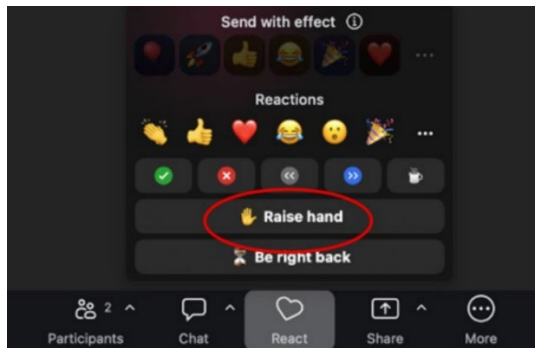 Send with effect
Reactions
Raise hand
Be right back
2
Participants Chat React Share More